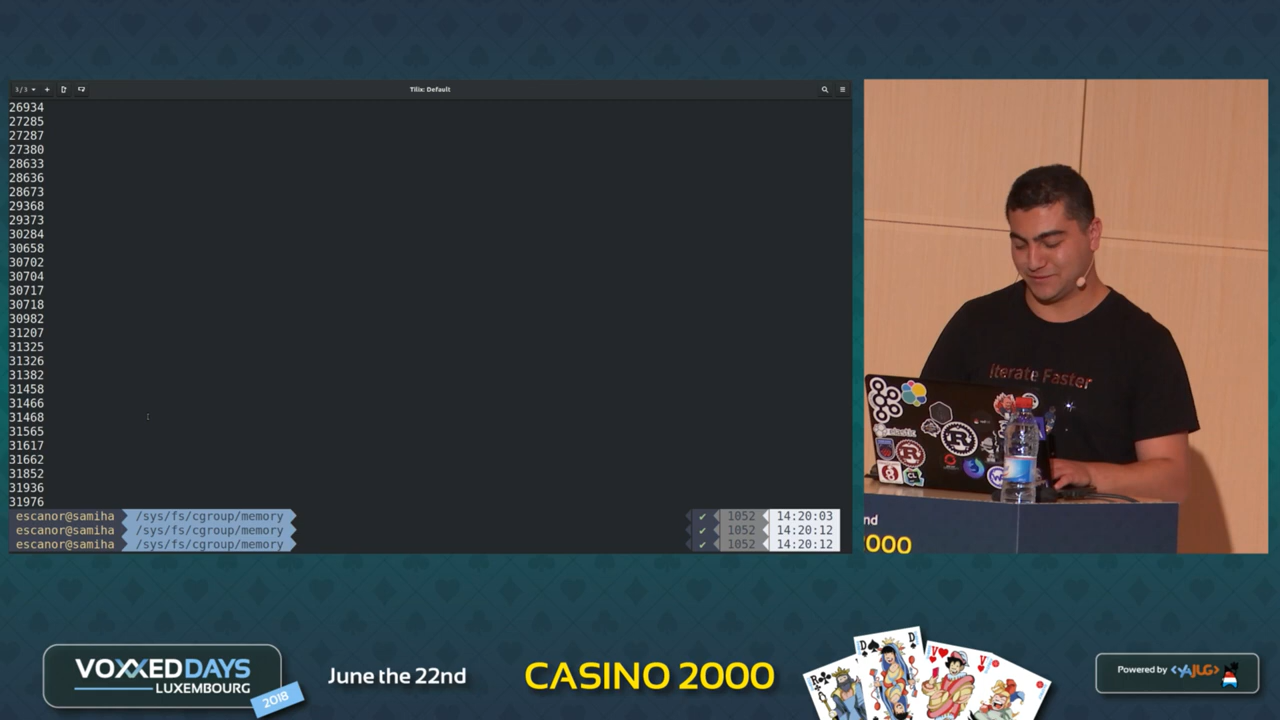 3/3
Tilix: Default
26934
27285
27287
27380
28633
28636
28673
29368
29373
30284
30658
30702
30704
30717
30718
30982
31207
31325
31326
31382
31458
31466
31468
31565
31617
31662
31852
31936
31976
escanor@samiha /sys/fs/cgroup/memory ✔ 1052 14:20:03
escanor@samiha /sys/fs/cgroup/memory ✔ 1052 14:20:12
escanor@samiha /sys/fs/cgroup/memory ✔ 1052 14:20:12
Iterate Faster
nd
000
VOXXED DAYS
LUXEMBOURG
2018
June the 22nd
CASINO 2000
Powered by <YAJUG>